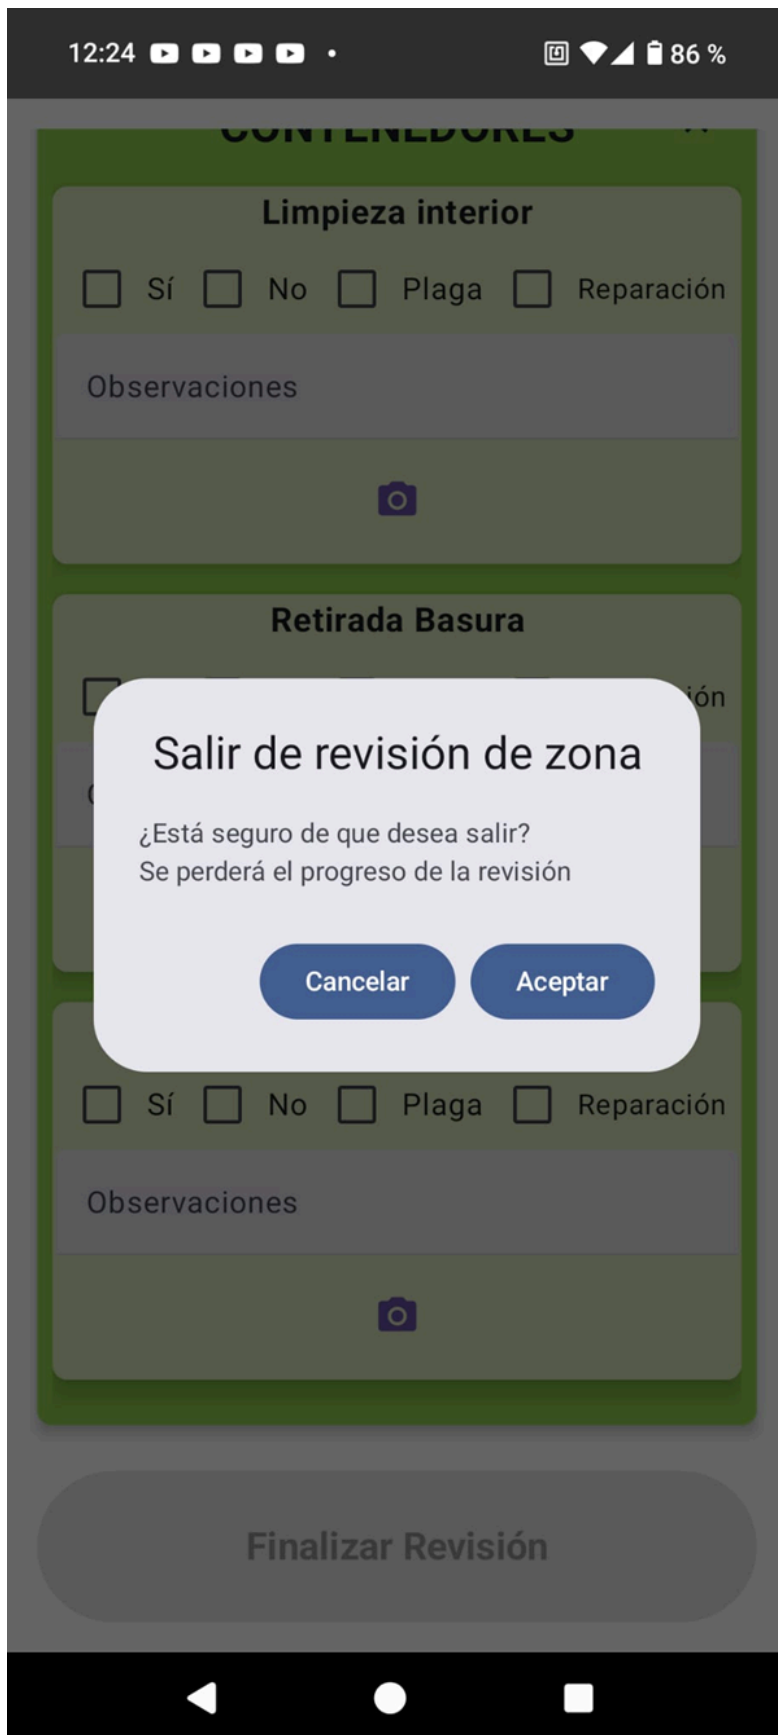 12:24
86 %
CONTENEDORES
Limpieza interior
Sí No Plaga Reparación
Observaciones
Retirada Basura
Salir de revisión de zona
¿Está seguro de que desea salir?
Se perderá el progreso de la revisión
Cancelar Aceptar
Sí No Plaga Reparación
Observaciones
Finalizar Revisión